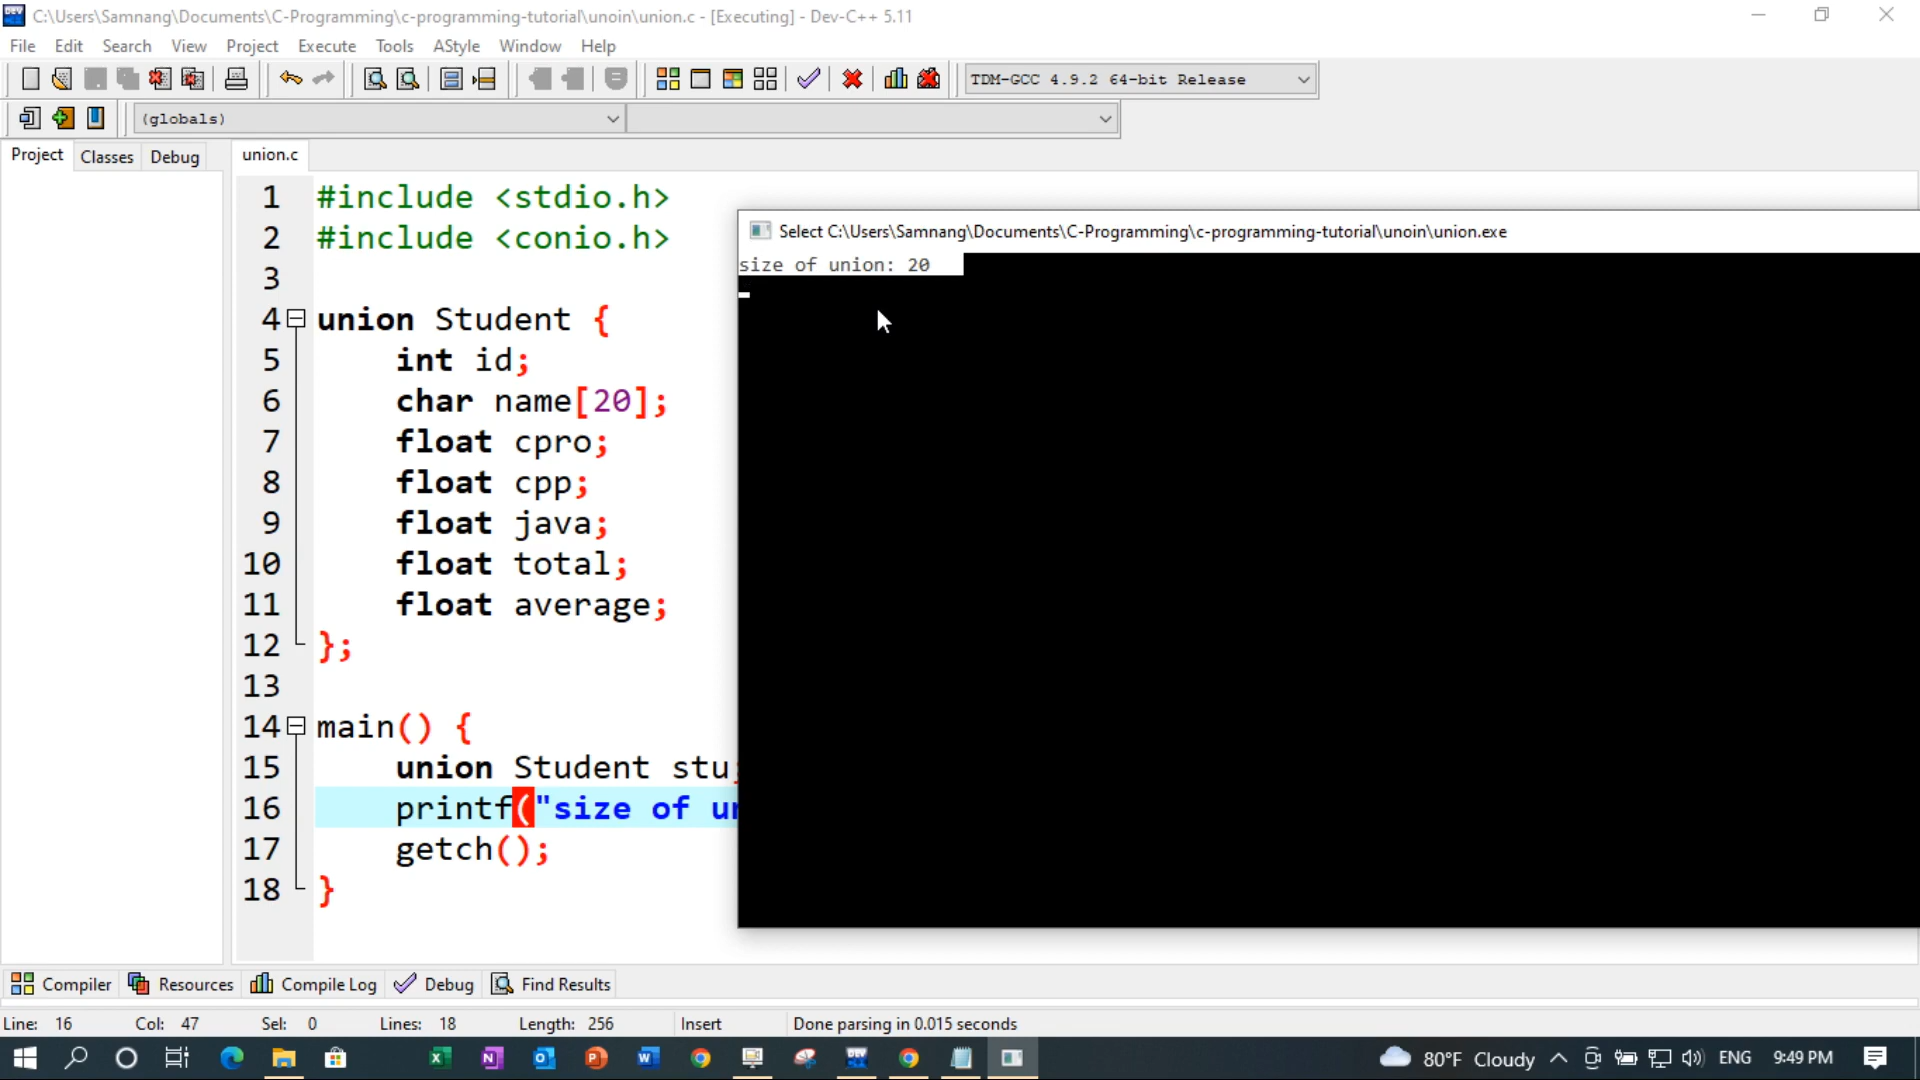 C:\Users\Samnang\Documents\C-Programming\c-programming-tutorial\unoin\union.c - [Executing] - Dev-C++ 5.11
File Edit Search View Project Execute Tools AStyle Window Help
TDM-GCC 4.9.2 64-bit Release
(globals)
Project Classes Debug
union.c
1 #include <stdio.h>
2 #include <conio.h>
3
4 union Student {
5 int id;
6 char name[20];
7 float cpro;
8 float cpp;
9 float java;
10 float total;
11 float average;
12 };
13
14 main() {
15 union Student stu;
16 printf("size of un
17 getch();
18 }
Select C:\Users\Samnang\Documents\C-Programming\c-programming-tutorial\unoin\union.exe
size of union: 20
Compiler Resources Compile Log Debug Find Results
Line: 16 Col: 47 Sel: 0 Lines: 18 Length: 256 Insert Done parsing in 0.015 seconds
80°F Cloudy ENG 9:49 PM